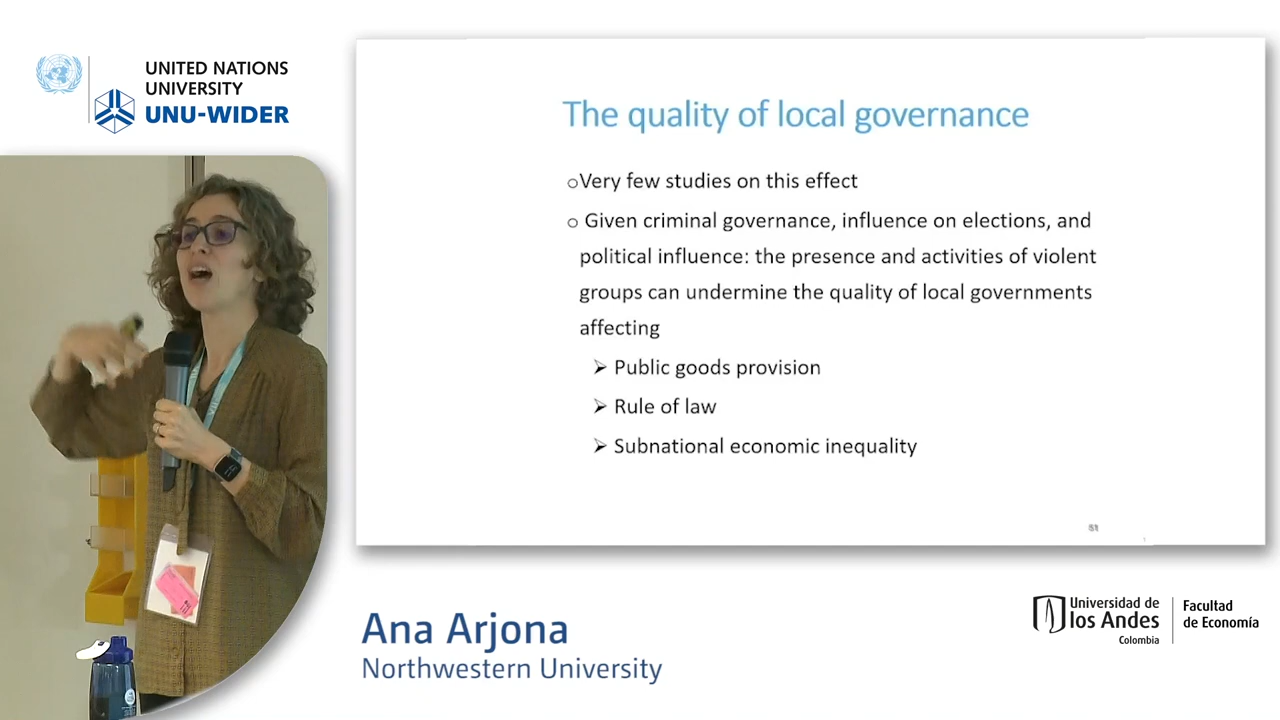 UNITED NATIONS
UNIVERSITY
UNU-WIDER
The quality of local governance
Very few studies on this effect
Given criminal governance, influence on elections, and
political influence: the presence and activities of violent
groups can undermine the quality of local governments
affecting
Public goods provision
Rule of law
Subnational economic inequality
Ana Arjona
Northwestern University
Universidad de
los Andes
Colombia
Facultad
de Economía